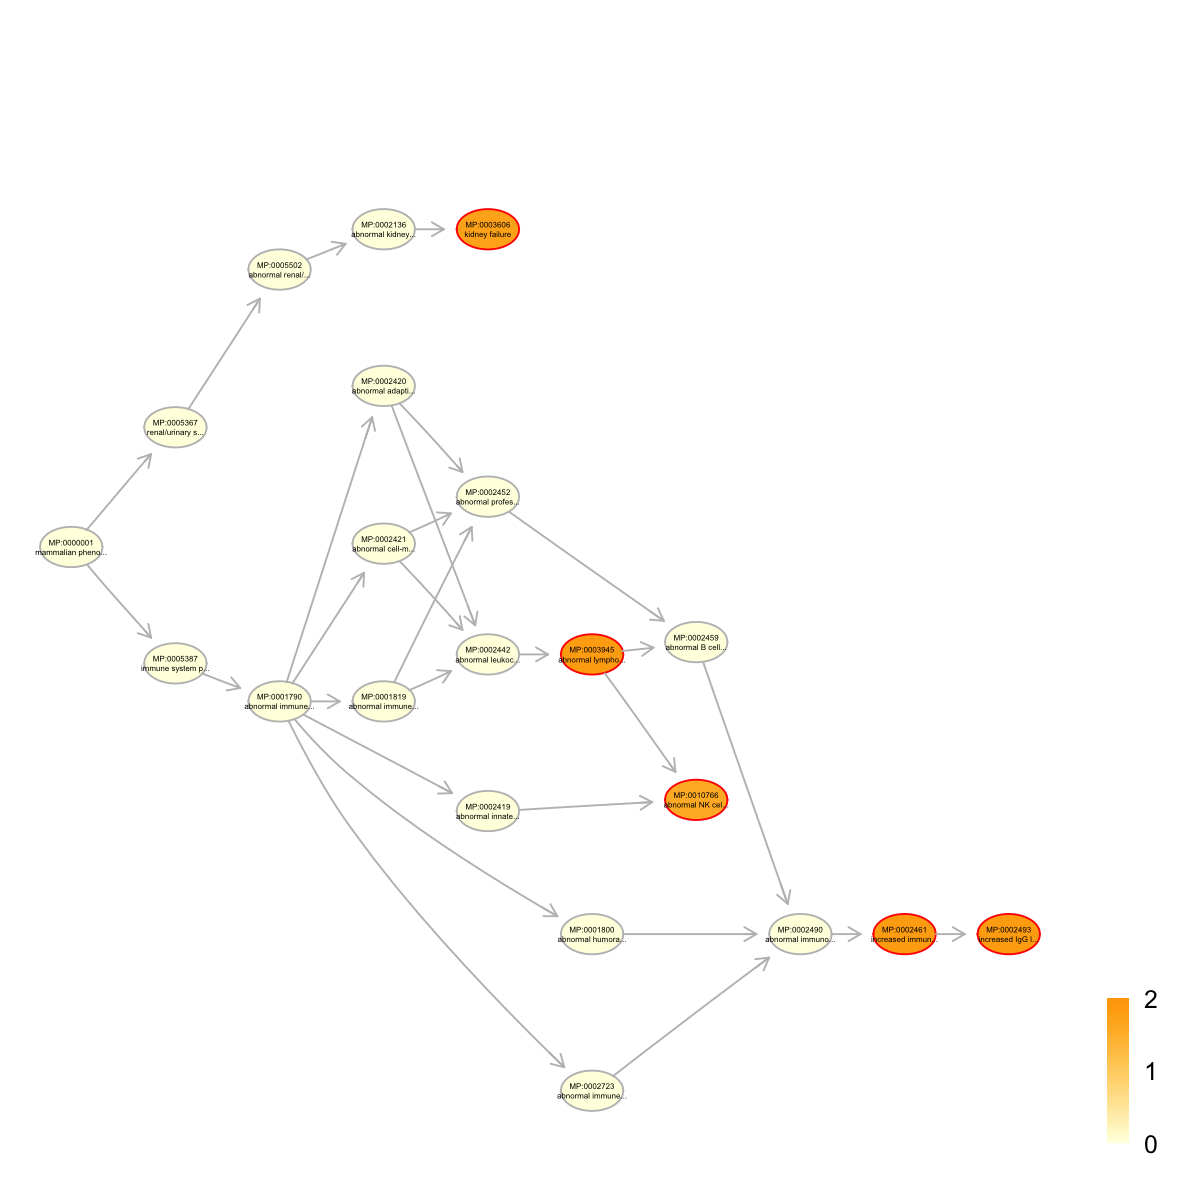 MP:0002136
abnormal kidney...
MP:0003606
kidney failure
MP:0005502
abnormal renal/...
MP:0002420
abnormal adapti...
MP:0005367
renal/urinary s...
MP:0002452
abnormal profes...
MP:0000001
mammalian pheno...
MP:0002421
abnormal cell-m...
MP:0002459
abnormal B cell...
MP:0005387
immune system p...
MP:0002442
abnormal leukoc...
MP:0003945
abnormal lympho...
MP:0001790
abnormal immune...
MP:0001819
abnormal immune...
MP:0002419
abnormal innate...
MP:0010766
abnormal NK cel...
MP:0001800
abnormal humora...
MP:0002490
abnormal immuno...
MP:0002461
increased immun...
MP:0002493
increased IgG l...
MP:0002723
abnormal immune...
2
1
0